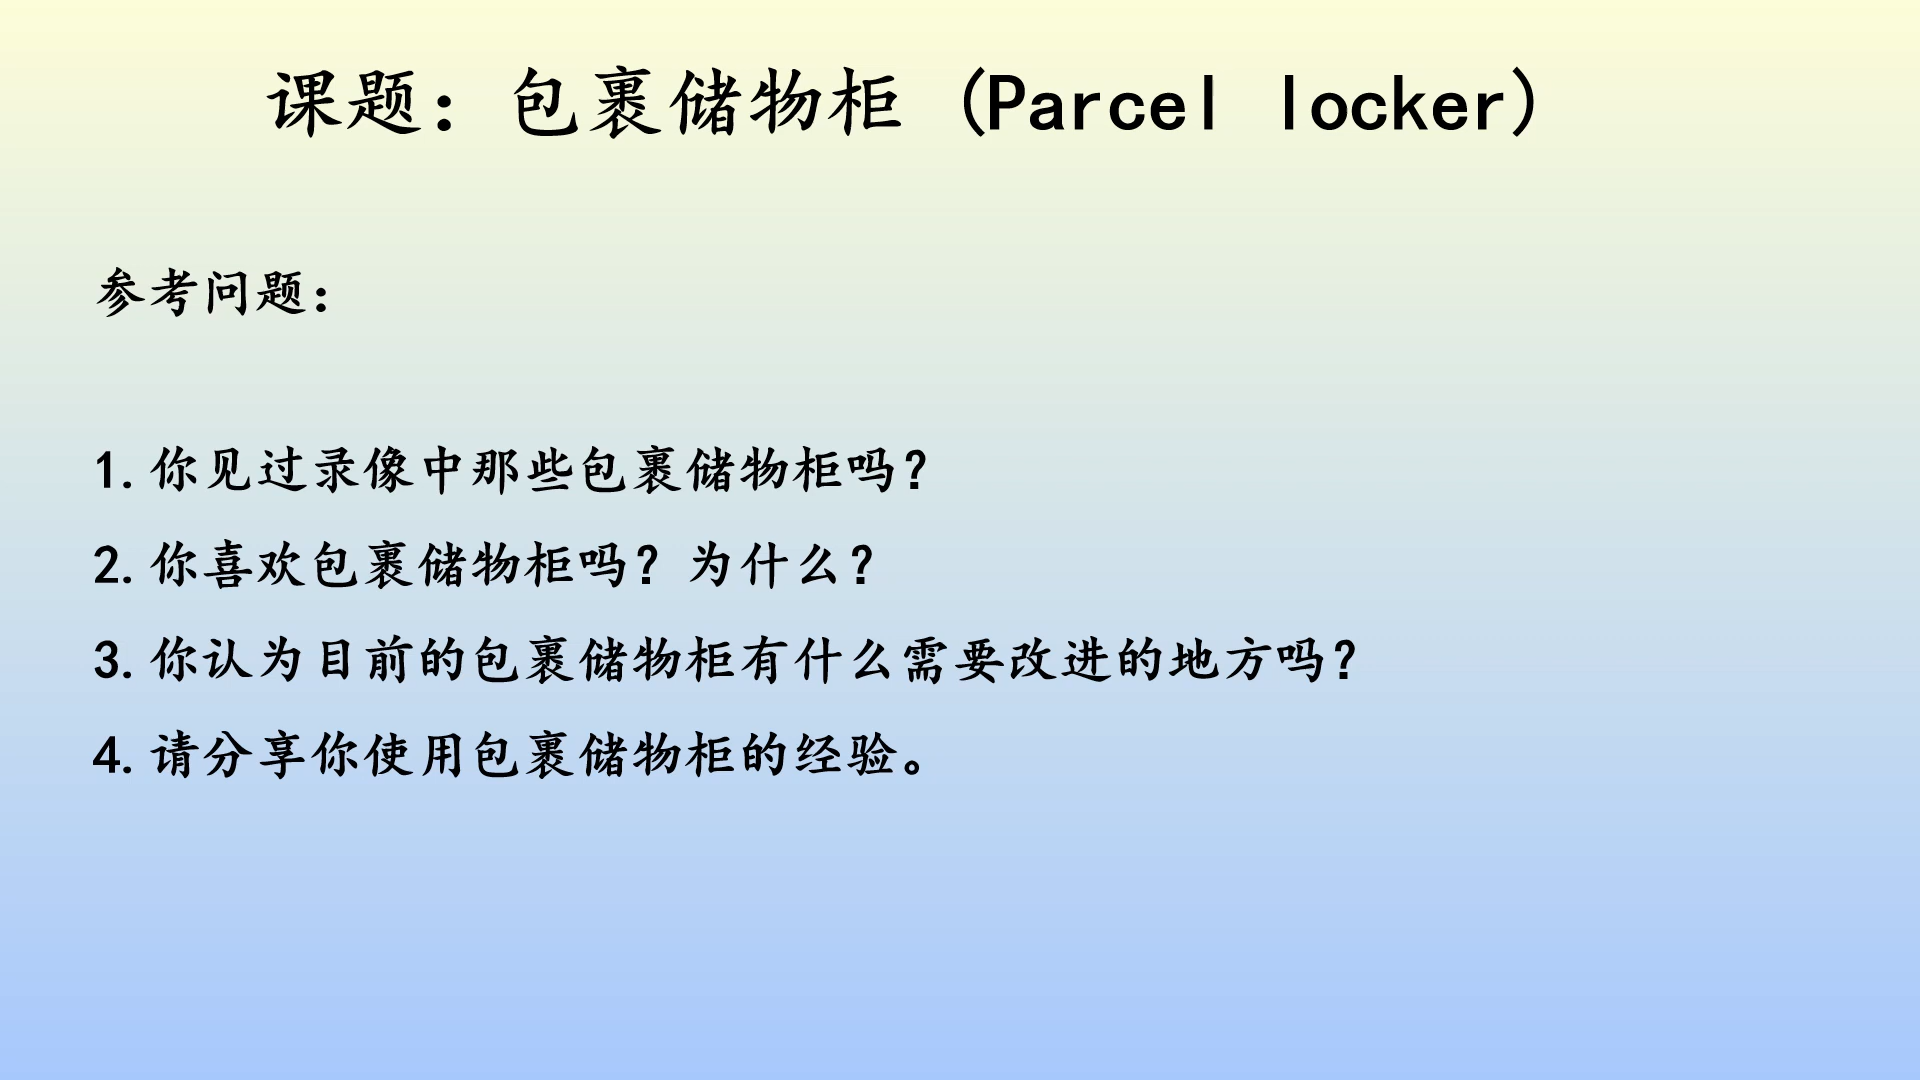 课题：包裹储物柜 (Parcel locker)
参考问题：
1.你见过录像中那些包裹储物柜吗？
2.你喜欢包裹储物柜吗？为什么？
3.你认为目前的包裹储物柜有什么需要改进的地方吗？
4.请分享你使用包裹储物柜的经验。